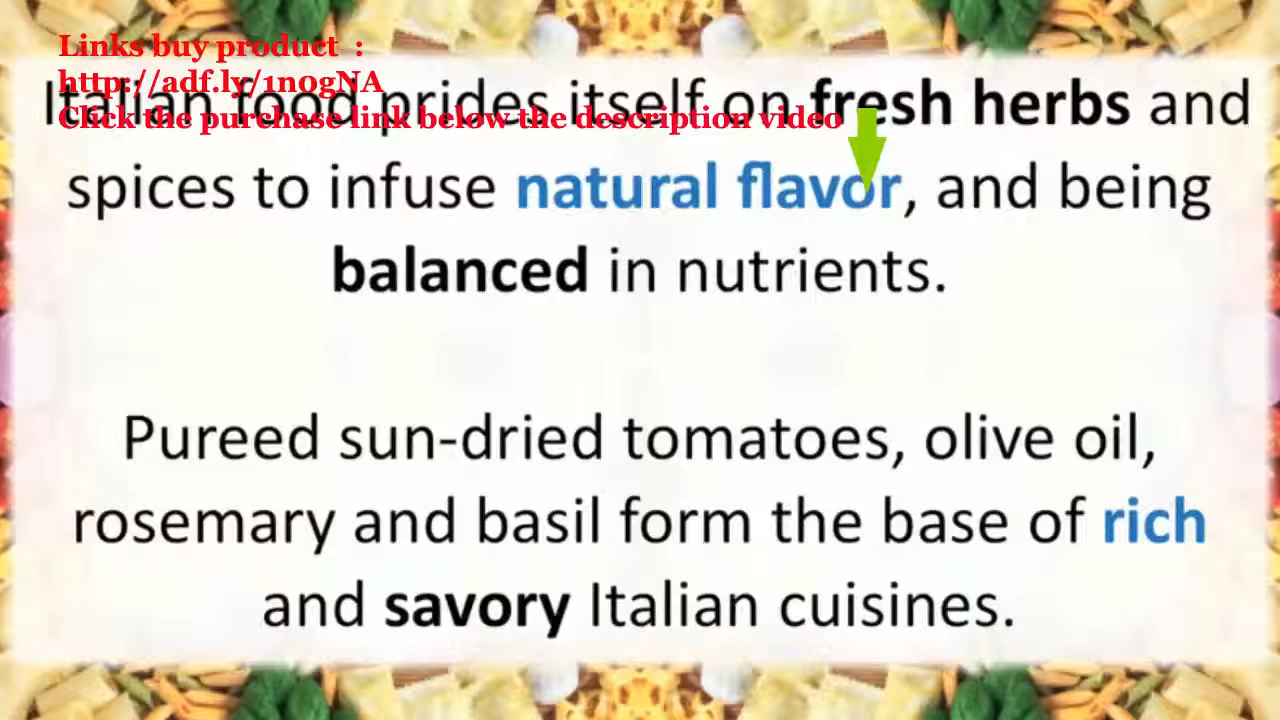 Links buy product :
http://adf.ly/1n0gNA
Click the purchase link below the description video
Italian food prides itself on fresh herbs and
spices to infuse natural flavor, and being
balanced in nutrients.
Pureed sun-dried tomatoes, olive oil,
rosemary and basil form the base of rich
and savory Italian cuisines.